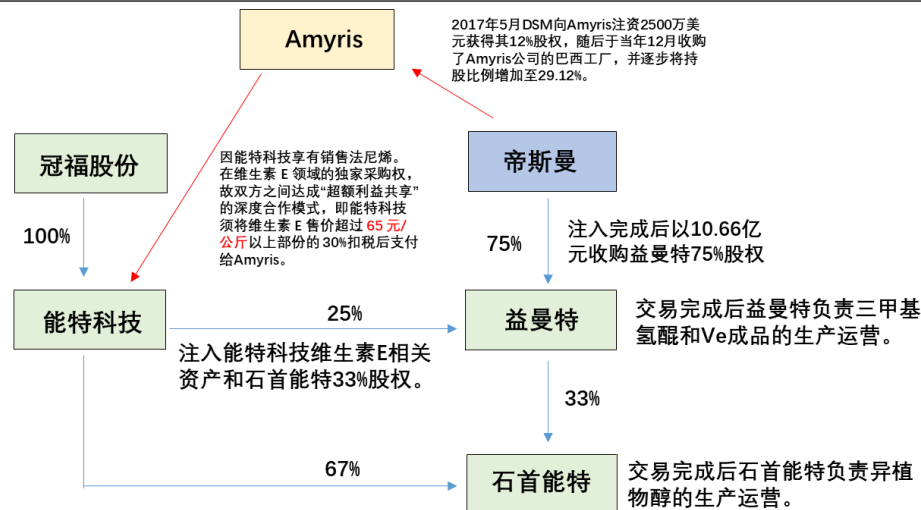 Amyris
2017年5月DSM向Amyris注资2500万美
元获得其12%股权，随后于当年12月收购
了Amyris公司的巴西工厂，并逐步将持
股比例增加至29.12%。
冠福股份
因能特科技享有销售法尼烯。
在维生素 E 领域的独家采购权，
故双方之间达成“超额利益共享”
的深度合作模式，即能特科技
须将维生素 E 售价超过 65 元/
公斤以上部份的 30%扣税后支付
给Amyris。
帝斯曼
100%
75%
注入完成后以10.66亿
元收购益曼特75%股权
能特科技
25%
注入能特科技维生素E相关
资产和石首能特33%股权。
益曼特
交易完成后益曼特负责三甲基
氢醌和Ve成品的生产运营。
33%
67%
石首能特
交易完成后石首能特负责异植
物醇的生产运营。